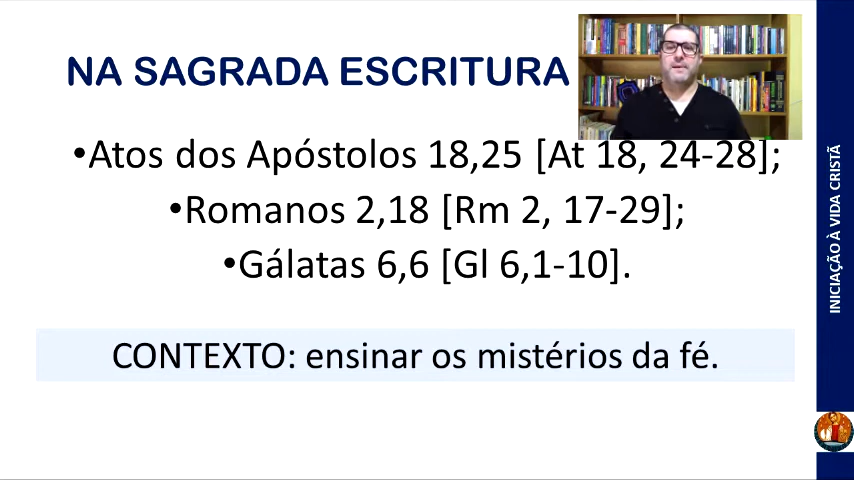 NA SAGRADA ESCRITURA
•Atos dos Apóstolos 18,25 [At 18, 24-28];
•Romanos 2,18 [Rm 2, 17-29];
•Gálatas 6,6 [Gl 6,1-10].
CONTEXTO: ensinar os mistérios da fé.
INICIAÇÃO À VIDA CRISTÃ